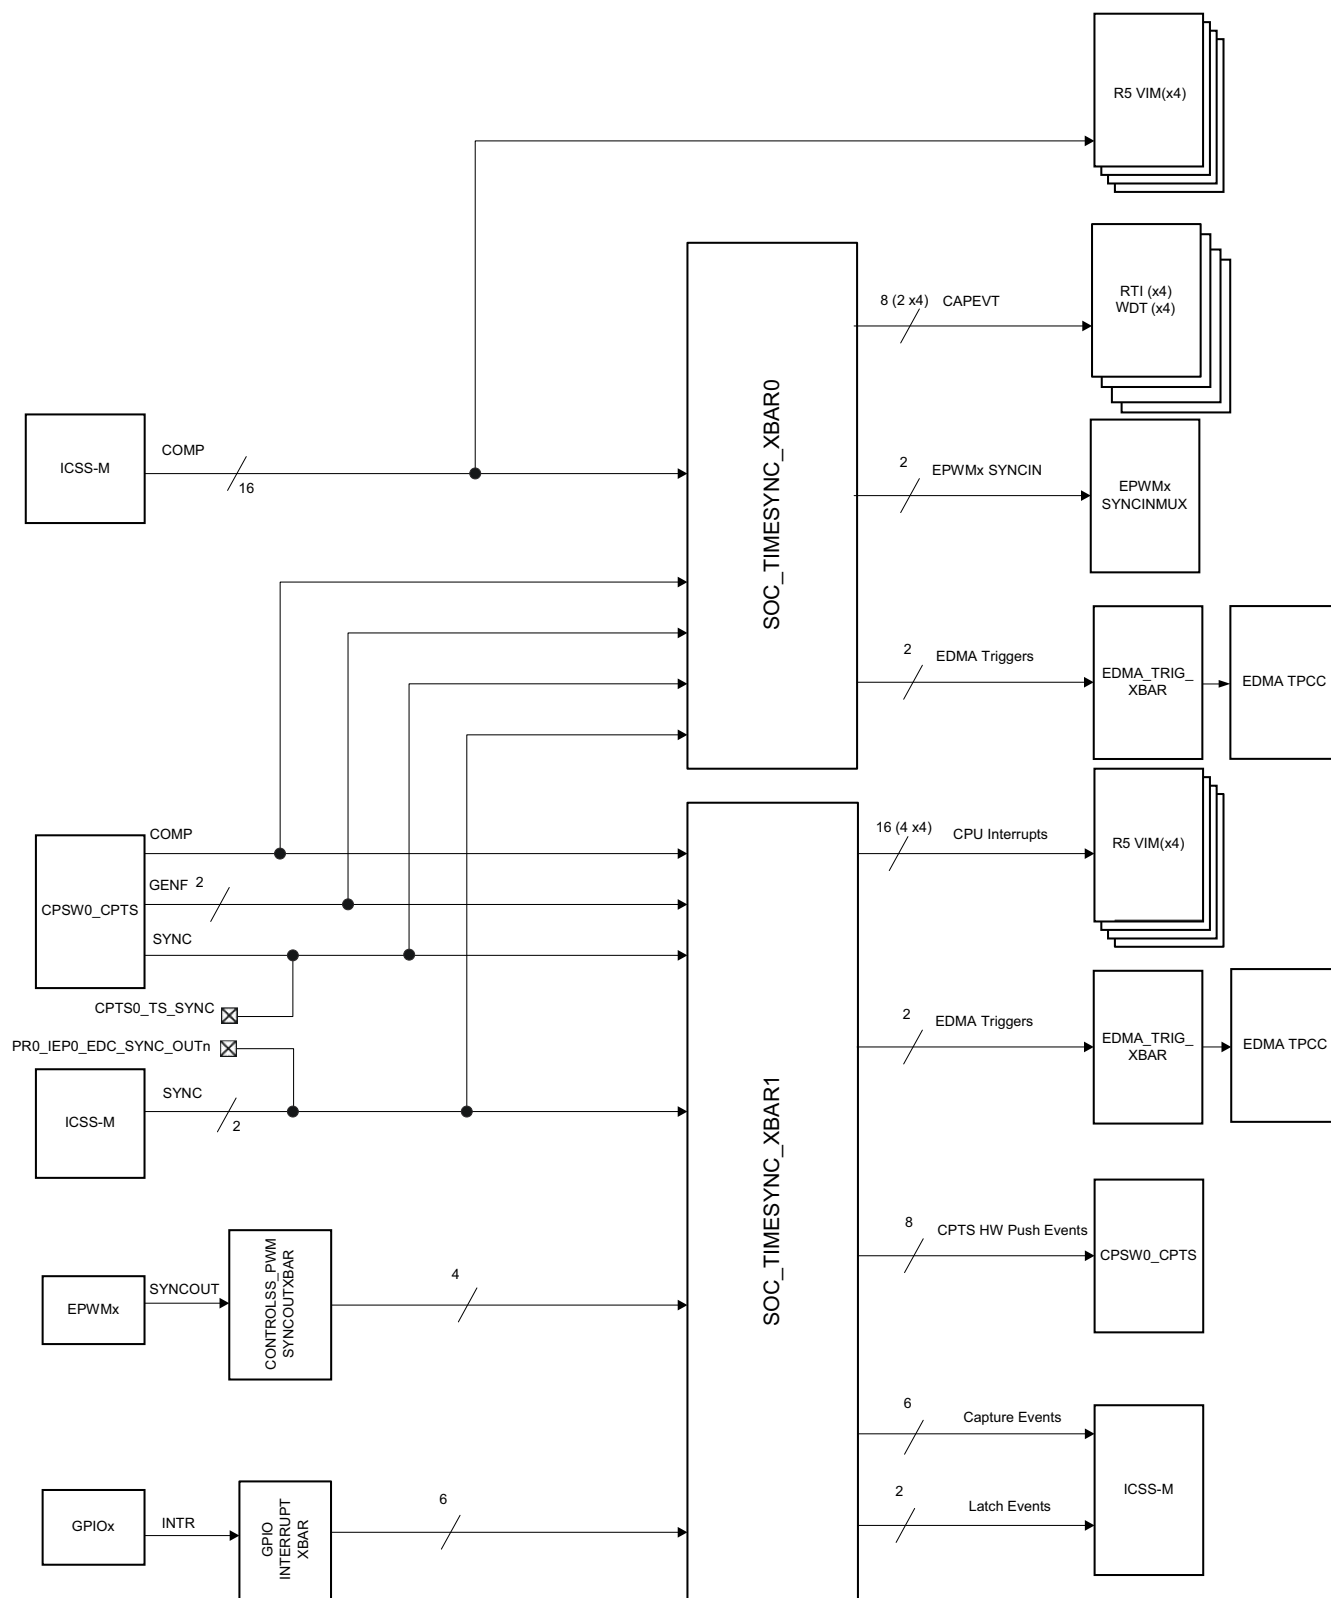 R5 VIM(x4)
8 (2 x4) CAPEVT
RTI (x4)
WDT (x4)
SOC_TIMESYNC_XBAR0
ICSS-M
COMP
16
2
EPWMx SYNCIN
EPWMx
SYNCINMUX
2
EDMA Triggers
EDMA_TRIG_
XBAR
EDMA TPCC
CPSW0_CPTS
COMP
GENF 2
SYNC
CPTS0_TS_SYNC
PR0_IEP0_EDC_SYNC_OUTn
SOC_TIMESYNC_XBAR1
16 (4 x4) CPU Interrupts
R5 VIM(x4)
2
EDMA Triggers
EDMA_TRIG_
XBAR
EDMA TPCC
ICSS-M
SYNC
2
8
CPTS HW Push Events
CPSW0_CPTS
EPWMx
SYNCOUT
CONTROLSS_PWM
SYNCOUTXBAR
4
6
Capture Events
2
Latch Events
ICSS-M
GPIOx
INTR
GPIO
INTERRUPT
XBAR
6